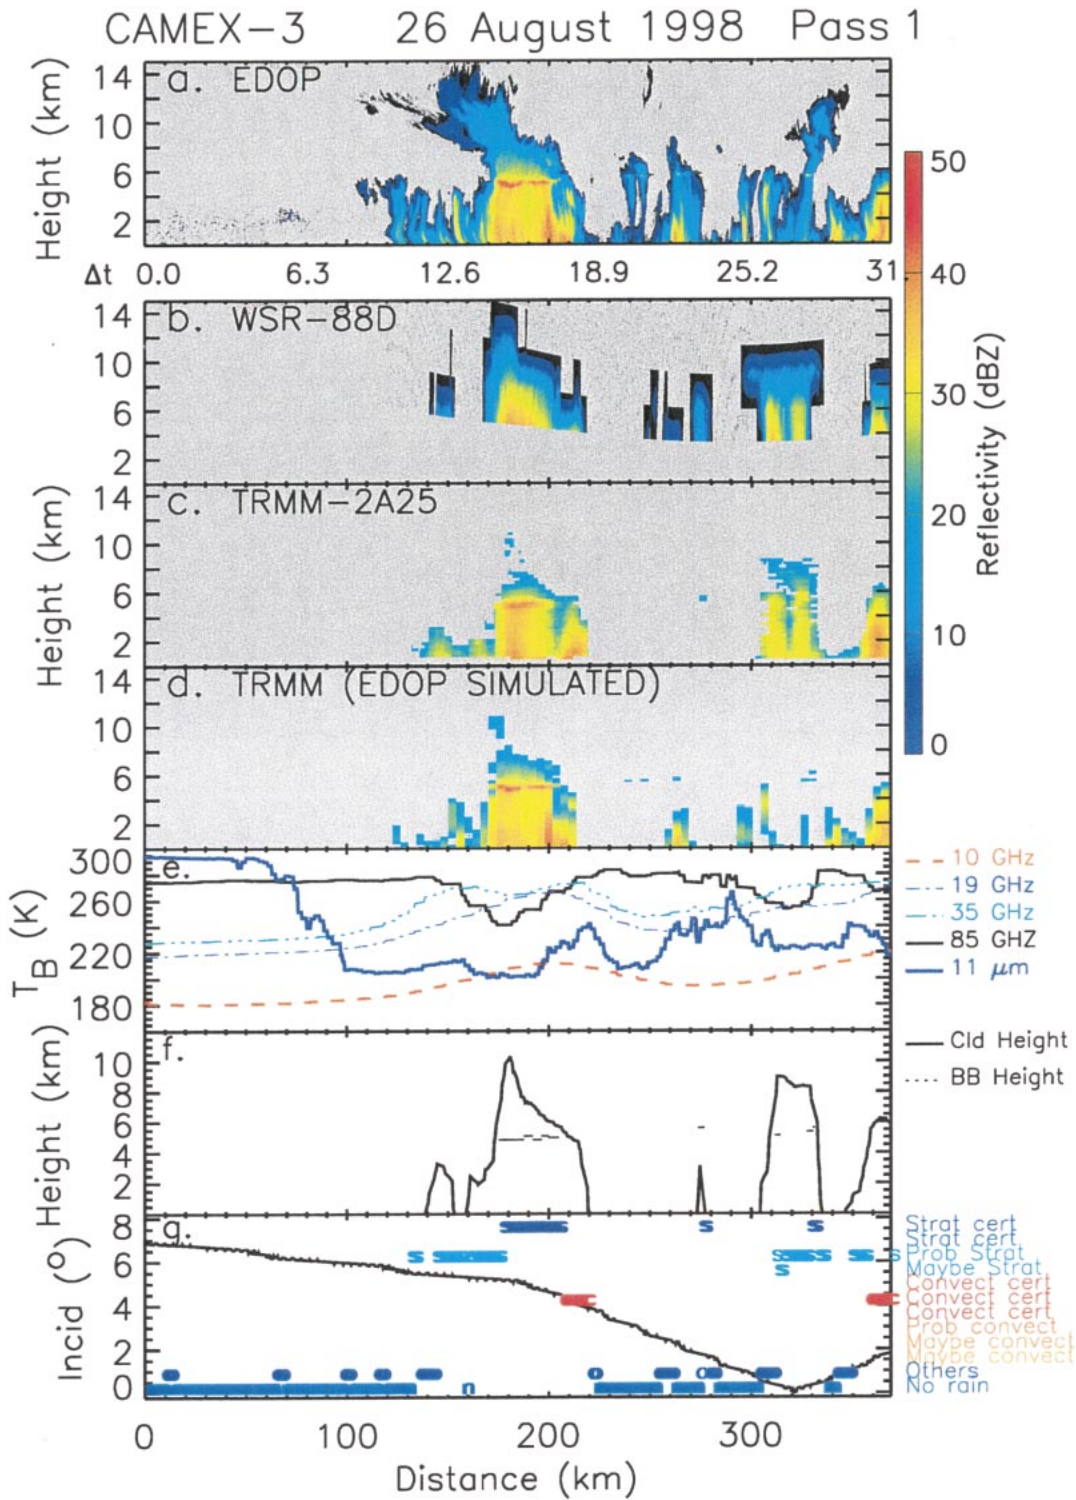 CAMEX-3 26 August 1998 Pass 1
a. EDOP
Height (km)
14
10
6
2
Δt 0.0 6.3 12.6 18.9 25.2 31.
b. WSR-88D
14
10
6
2
c. TRMM-2A25
Height (km)
14
10
6
2
d. TRMM (EDOP SIMULATED)
14
10
6
2
50
40
30
20
10
0
Reflectivity (dBZ)
e.
TB (K)
300
260
220
180
10 GHz
19 GHz
35 GHz
85 GHZ
11 μm
f.
Height (km)
10
8
6
4
2
Cld Height
BB Height
g.
Incid (°)
8
6
4
2
0
Strat cert
Strat cert
Prob Strat
Maybe Strat
Convect cert
Convect cert
Convect cert
Prob convect
Maybe convect
Maybe convect
Others
No rain
0 100 200 300
Distance (km)